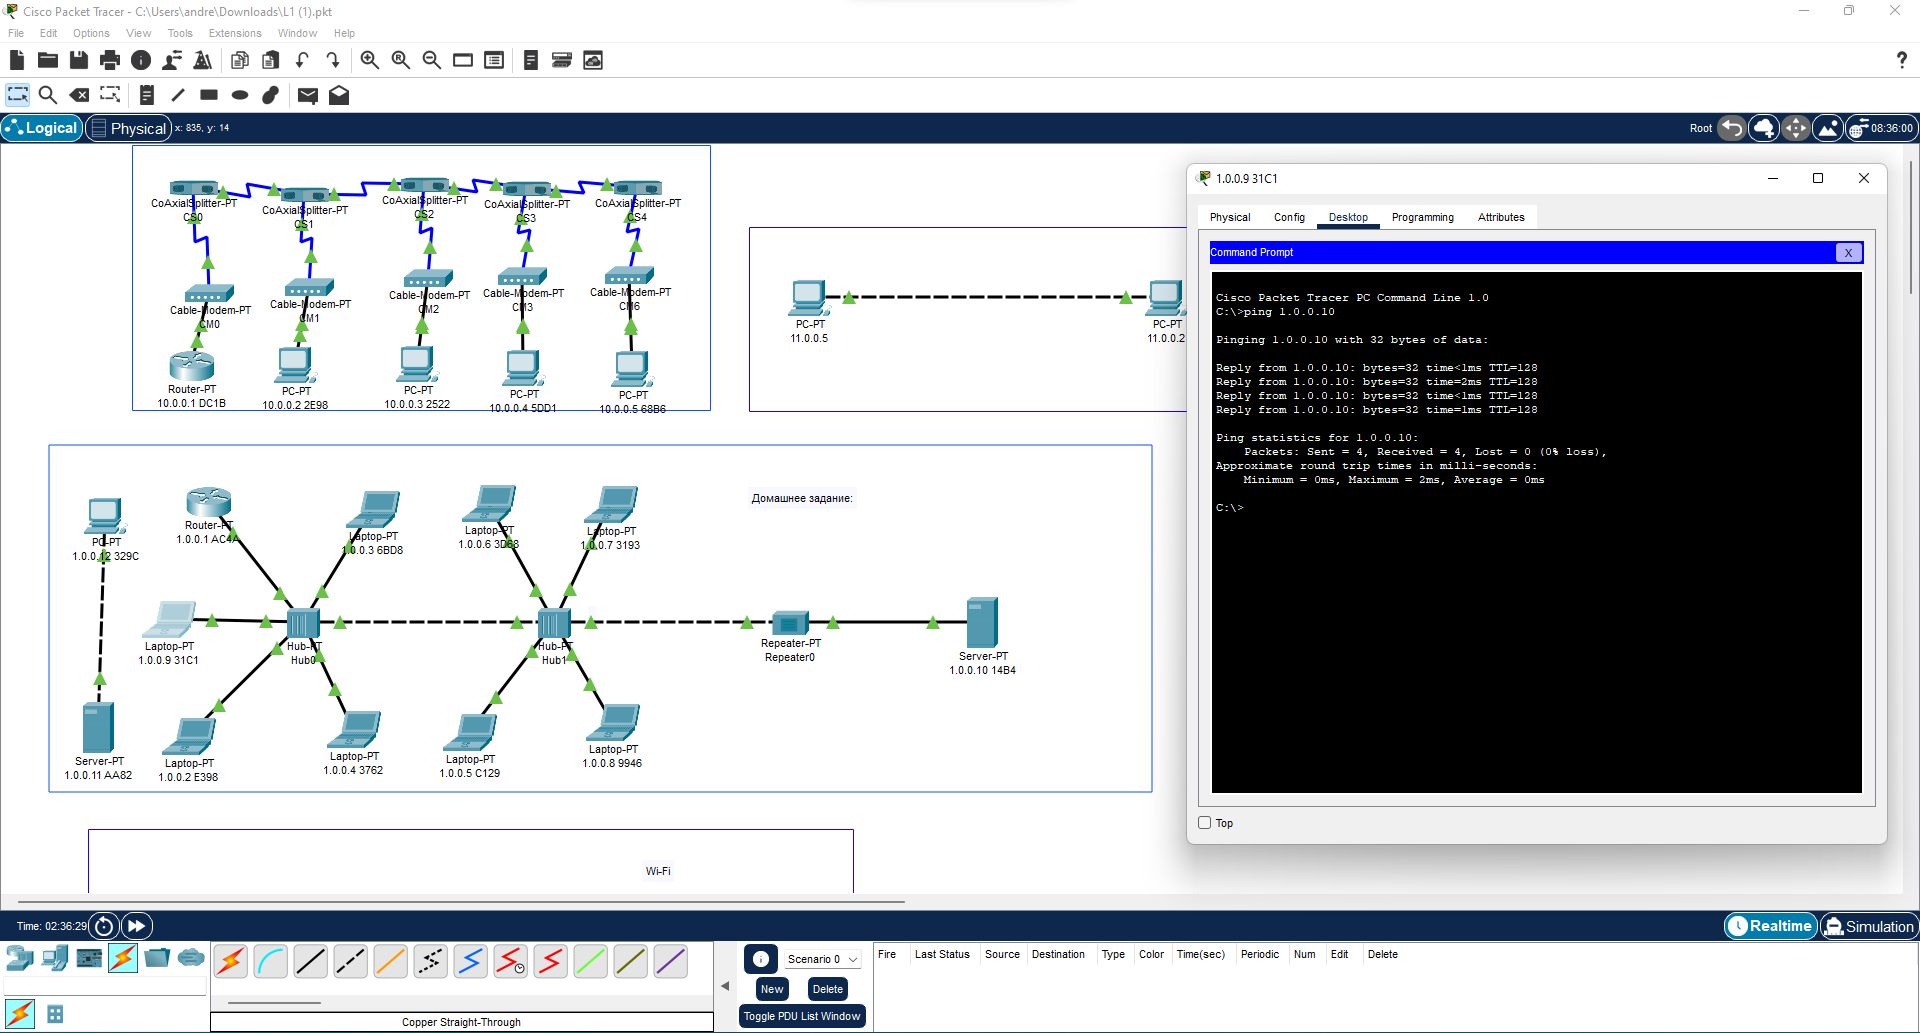 Cisco Packet Tracer - C:\Users\andre\Downloads\L1 (1).pkt
File Edit Options View Tools Extensions Window Help
Logical Physical x: 835, y: 14
Root 08:36:00
CoAxialSplitter-PT
CS0
CoAxialSplitter-PT
CS1
CoAxialSplitter-PT
CS2
CoAxialSplitter-PT
CS3
CoAxialSplitter-PT
CS4
Cable-Modem-PT
CM0
Cable-Modem-PT
CM1
Cable-Modem-PT
CM2
Cable-Modem-PT
CM3
Cable-Modem-PT
CM6
Router-PT
10.0.0.1 DC1B
PC-PT
10.0.0.2 2E98
PC-PT
10.0.0.3 2522
PC-PT
10.0.0.4 5DD1
PC-PT
10.0.0.5 68B6
PC-PT
11.0.0.5
PC-PT
11.0.0.2
Домашнее задание:
PC-PT
1.0.0.12 329C
Router-PT
1.0.0.1 AC4A
Laptop-PT
1.0.0.3 6BD8
Laptop-PT
1.0.0.6 3D68
Laptop-PT
1.0.0.7 3193
Laptop-PT
1.0.0.9 31C1
Hub-PT
Hub0
Hub-PT
Hub1
Repeater-PT
Repeater0
Server-PT
1.0.0.10 14B4
Server-PT
1.0.0.11 AA82
Laptop-PT
1.0.0.2 E398
Laptop-PT
1.0.0.4 3762
Laptop-PT
1.0.0.5 C129
Laptop-PT
1.0.0.8 9946
Wi-Fi
1.0.0.9 31C1
Physical Config Desktop Programming Attributes
Command Prompt X
Cisco Packet Tracer PC Command Line 1.0
C:\>ping 1.0.0.10
Pinging 1.0.0.10 with 32 bytes of data:
Reply from 1.0.0.10: bytes=32 time<1ms TTL=128
Reply from 1.0.0.10: bytes=32 time=2ms TTL=128
Reply from 1.0.0.10: bytes=32 time<1ms TTL=128
Reply from 1.0.0.10: bytes=32 time=1ms TTL=128
Ping statistics for 1.0.0.10:
Packets: Sent = 4, Received = 4, Lost = 0 (0% loss),
Approximate round trip times in milli-seconds:
Minimum = 0ms, Maximum = 2ms, Average = 0ms
C:\>
Top
Time: 02:36:29
Realtime Simulation
Copper Straight-Through
Scenario 0
New Delete
Toggle PDU List Window
Fire Last Status Source Destination Type Color Time(sec) Periodic Num Edit Delete